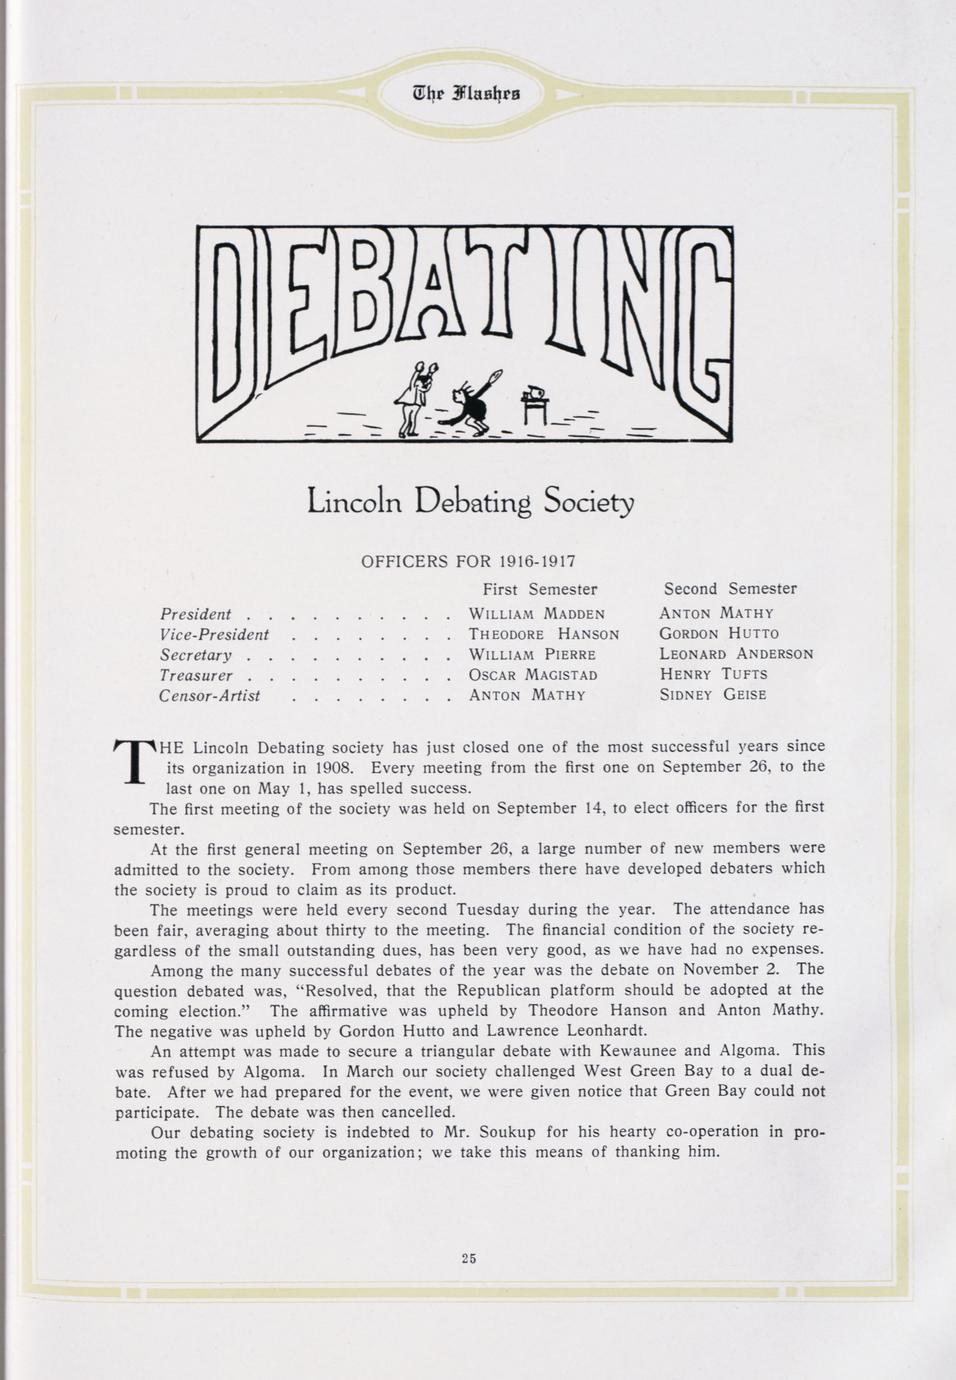 The Flashes
DEBATING
Lincoln Debating Society
OFFICERS FOR 1916-1917
First Semester Second Semester
President . . . . . . . . . . WILLIAM MADDEN ANTON MATHY
Vice-President . . . . . . . . THEODORE HANSON GORDON HUTTO
Secretary . . . . . . . . . . WILLIAM PIERRE LEONARD ANDERSON
Treasurer . . . . . . . . . . OSCAR MAGISTAD HENRY TUFTS
Censor-Artist . . . . . . . . ANTON MATHY SIDNEY GEISE
THE Lincoln Debating society has just closed one of the most successful years since
its organization in 1908. Every meeting from the first one on September 26, to the
last one on May 1, has spelled success.
The first meeting of the society was held on September 14, to elect officers for the first
semester.
At the first general meeting on September 26, a large number of new members were
admitted to the society. From among those members there have developed debaters which
the society is proud to claim as its product.
The meetings were held every second Tuesday during the year. The attendance has
been fair, averaging about thirty to the meeting. The financial condition of the society re-
gardless of the small outstanding dues, has been very good, as we have had no expenses.
Among the many successful debates of the year was the debate on November 2. The
question debated was, “Resolved, that the Republican platform should be adopted at the
coming election.” The affirmative was upheld by Theodore Hanson and Anton Mathy.
The negative was upheld by Gordon Hutto and Lawrence Leonhardt.
An attempt was made to secure a triangular debate with Kewaunee and Algoma. This
was refused by Algoma. In March our society challenged West Green Bay to a dual de-
bate. After we had prepared for the event, we were given notice that Green Bay could not
participate. The debate was then cancelled.
Our debating society is indebted to Mr. Soukup for his hearty co-operation in pro-
moting the growth of our organization; we take this means of thanking him.
25